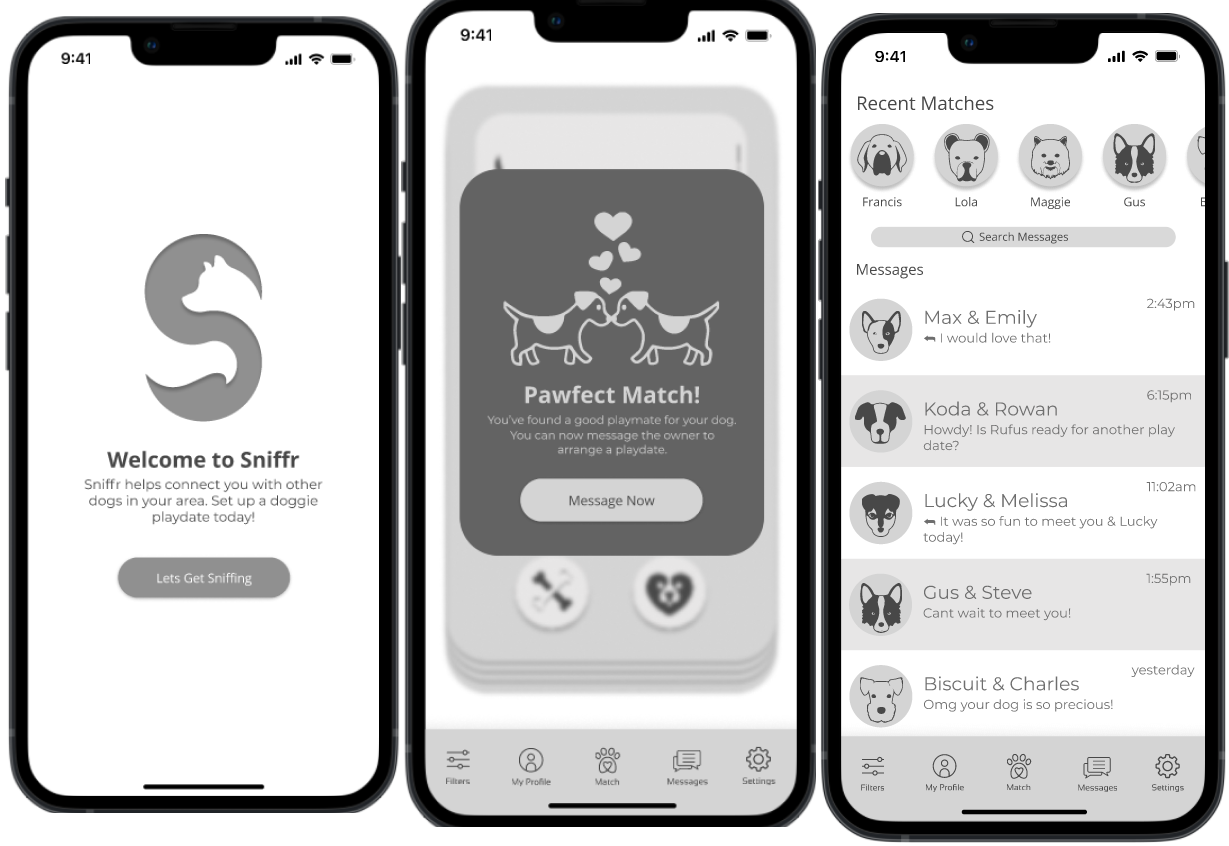 9:41
Welcome to Sniffr
Sniffr helps connect you with other
dogs in your area. Set up a doggie
playdate today!
Lets Get Sniffing
9:41
Pawfect Match!
You've found a good playmate for your dog.
You can now message the owner to
arrange a playdate.
Message Now
Filters
My Profile
Match
Messages
Settings
9:41
Recent Matches
Francis
Lola
Maggie
Gus
Search Messages
Messages
2:43pm
Max & Emily
I would love that!
6:15pm
Koda & Rowan
Howdy! Is Rufus ready for another play
date?
11:02am
Lucky & Melissa
It was so fun to meet you & Lucky
today!
1:55pm
Gus & Steve
Cant wait to meet you!
yesterday
Biscuit & Charles
Omg your dog is so precious!
Filters
My Profile
Match
Messages
Settings